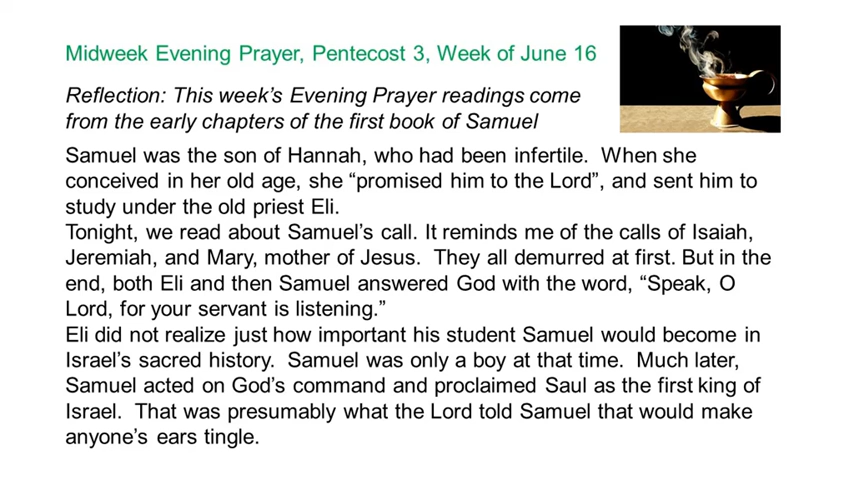 Midweek Evening Prayer, Pentecost 3, Week of June 16
Reflection: This week’s Evening Prayer readings come
from the early chapters of the first book of Samuel
Samuel was the son of Hannah, who had been infertile.  When she
conceived in her old age, she “promised him to the Lord”, and sent him to
study under the old priest Eli.
Tonight, we read about Samuel’s call. It reminds me of the calls of Isaiah,
Jeremiah, and Mary, mother of Jesus.  They all demurred at first. But in the
end, both Eli and then Samuel answered God with the word, “Speak, O
Lord, for your servant is listening.”
Eli did not realize just how important his student Samuel would become in
Israel’s sacred history.  Samuel was only a boy at that time.  Much later,
Samuel acted on God’s command and proclaimed Saul as the first king of
Israel.  That was presumably what the Lord told Samuel that would make
anyone’s ears tingle.